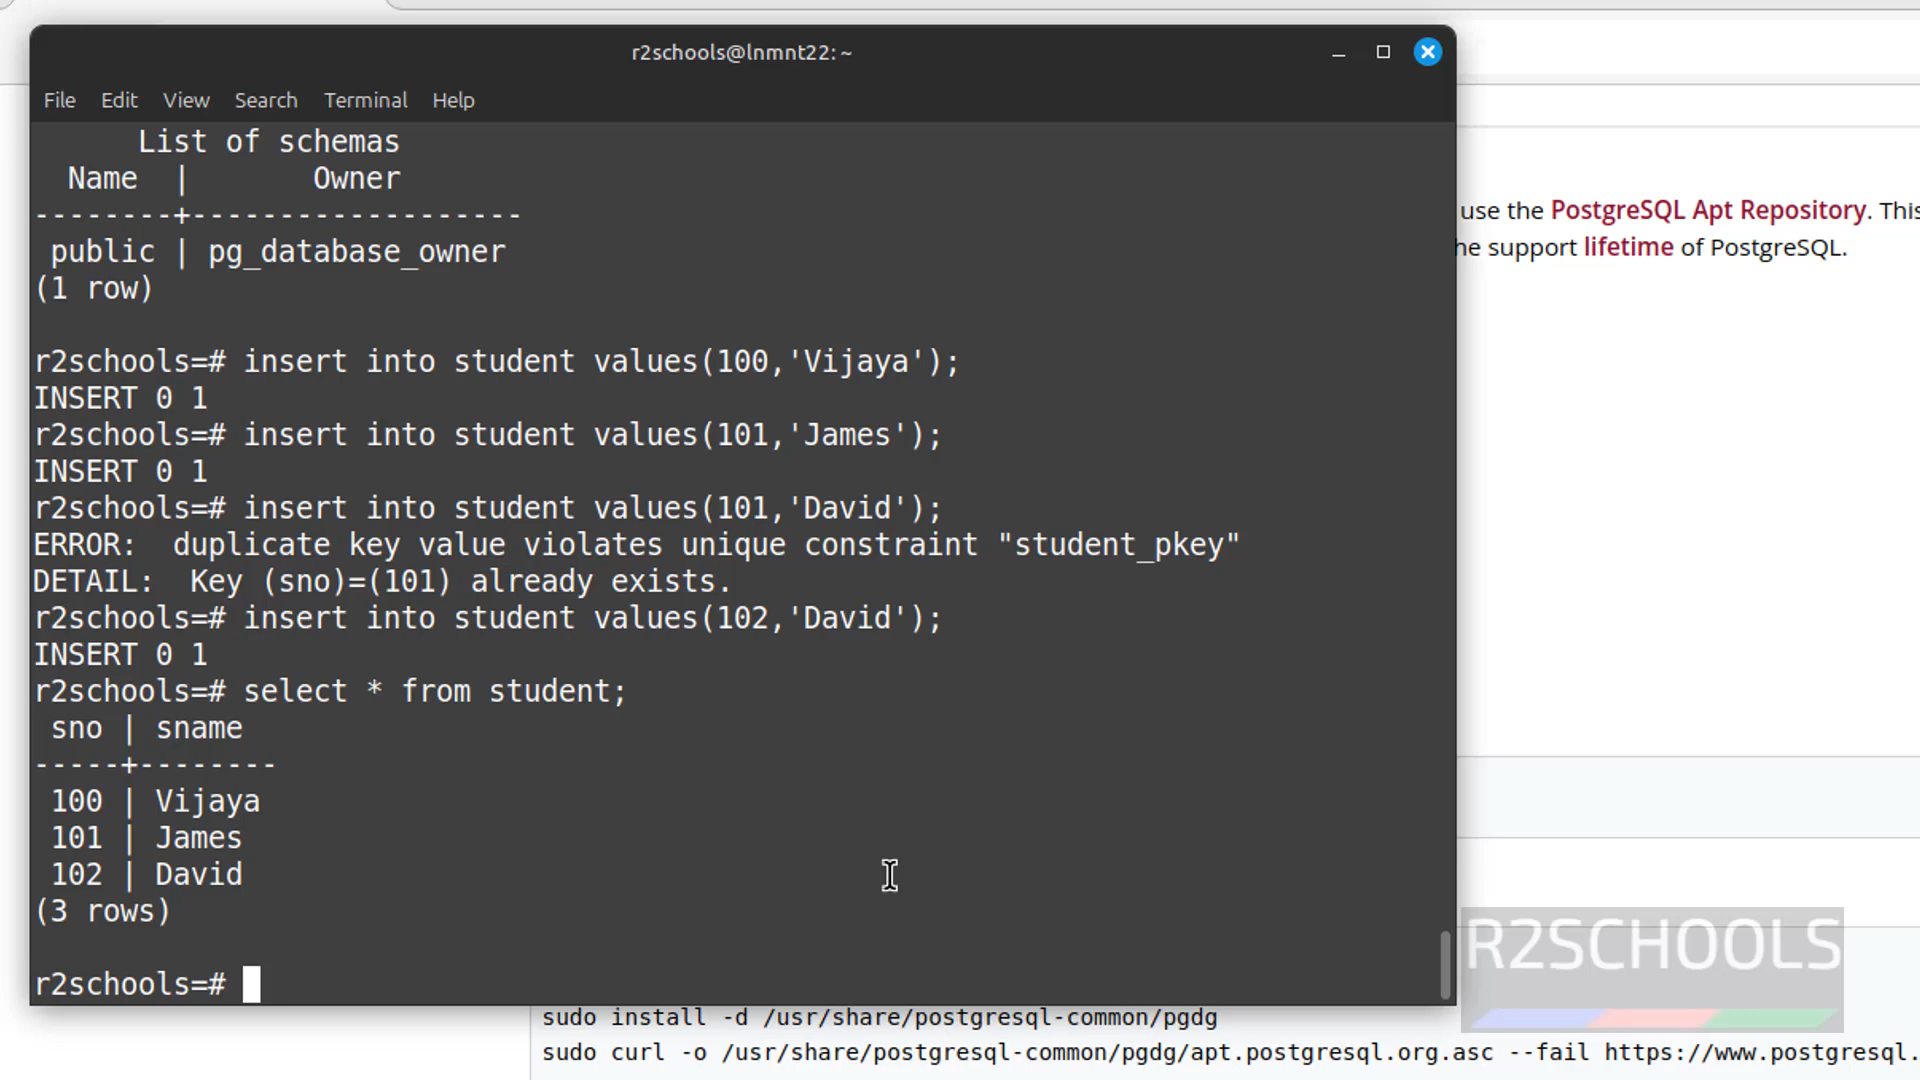 r2schools@lnmnt22: ~
File Edit View Search Terminal Help
List of schemas
Name | Owner
--------+-------------------
public | pg_database_owner
(1 row)
r2schools=# insert into student values(100,'Vijaya');
INSERT 0 1
r2schools=# insert into student values(101,'James');
INSERT 0 1
r2schools=# insert into student values(101,'David');
ERROR:  duplicate key value violates unique constraint "student_pkey"
DETAIL:  Key (sno)=(101) already exists.
r2schools=# insert into student values(102,'David');
INSERT 0 1
r2schools=# select * from student;
sno | sname
-----+--------
100 | Vijaya
101 | James
102 | David
(3 rows)
r2schools=#
use the PostgreSQL Apt Repository. This
he support lifetime of PostgreSQL.
R2SCHOOLS
sudo install -d /usr/share/postgresql-common/pgdg
sudo curl -o /usr/share/postgresql-common/pgdg/apt.postgresql.org.asc --fail https://www.postgresql.